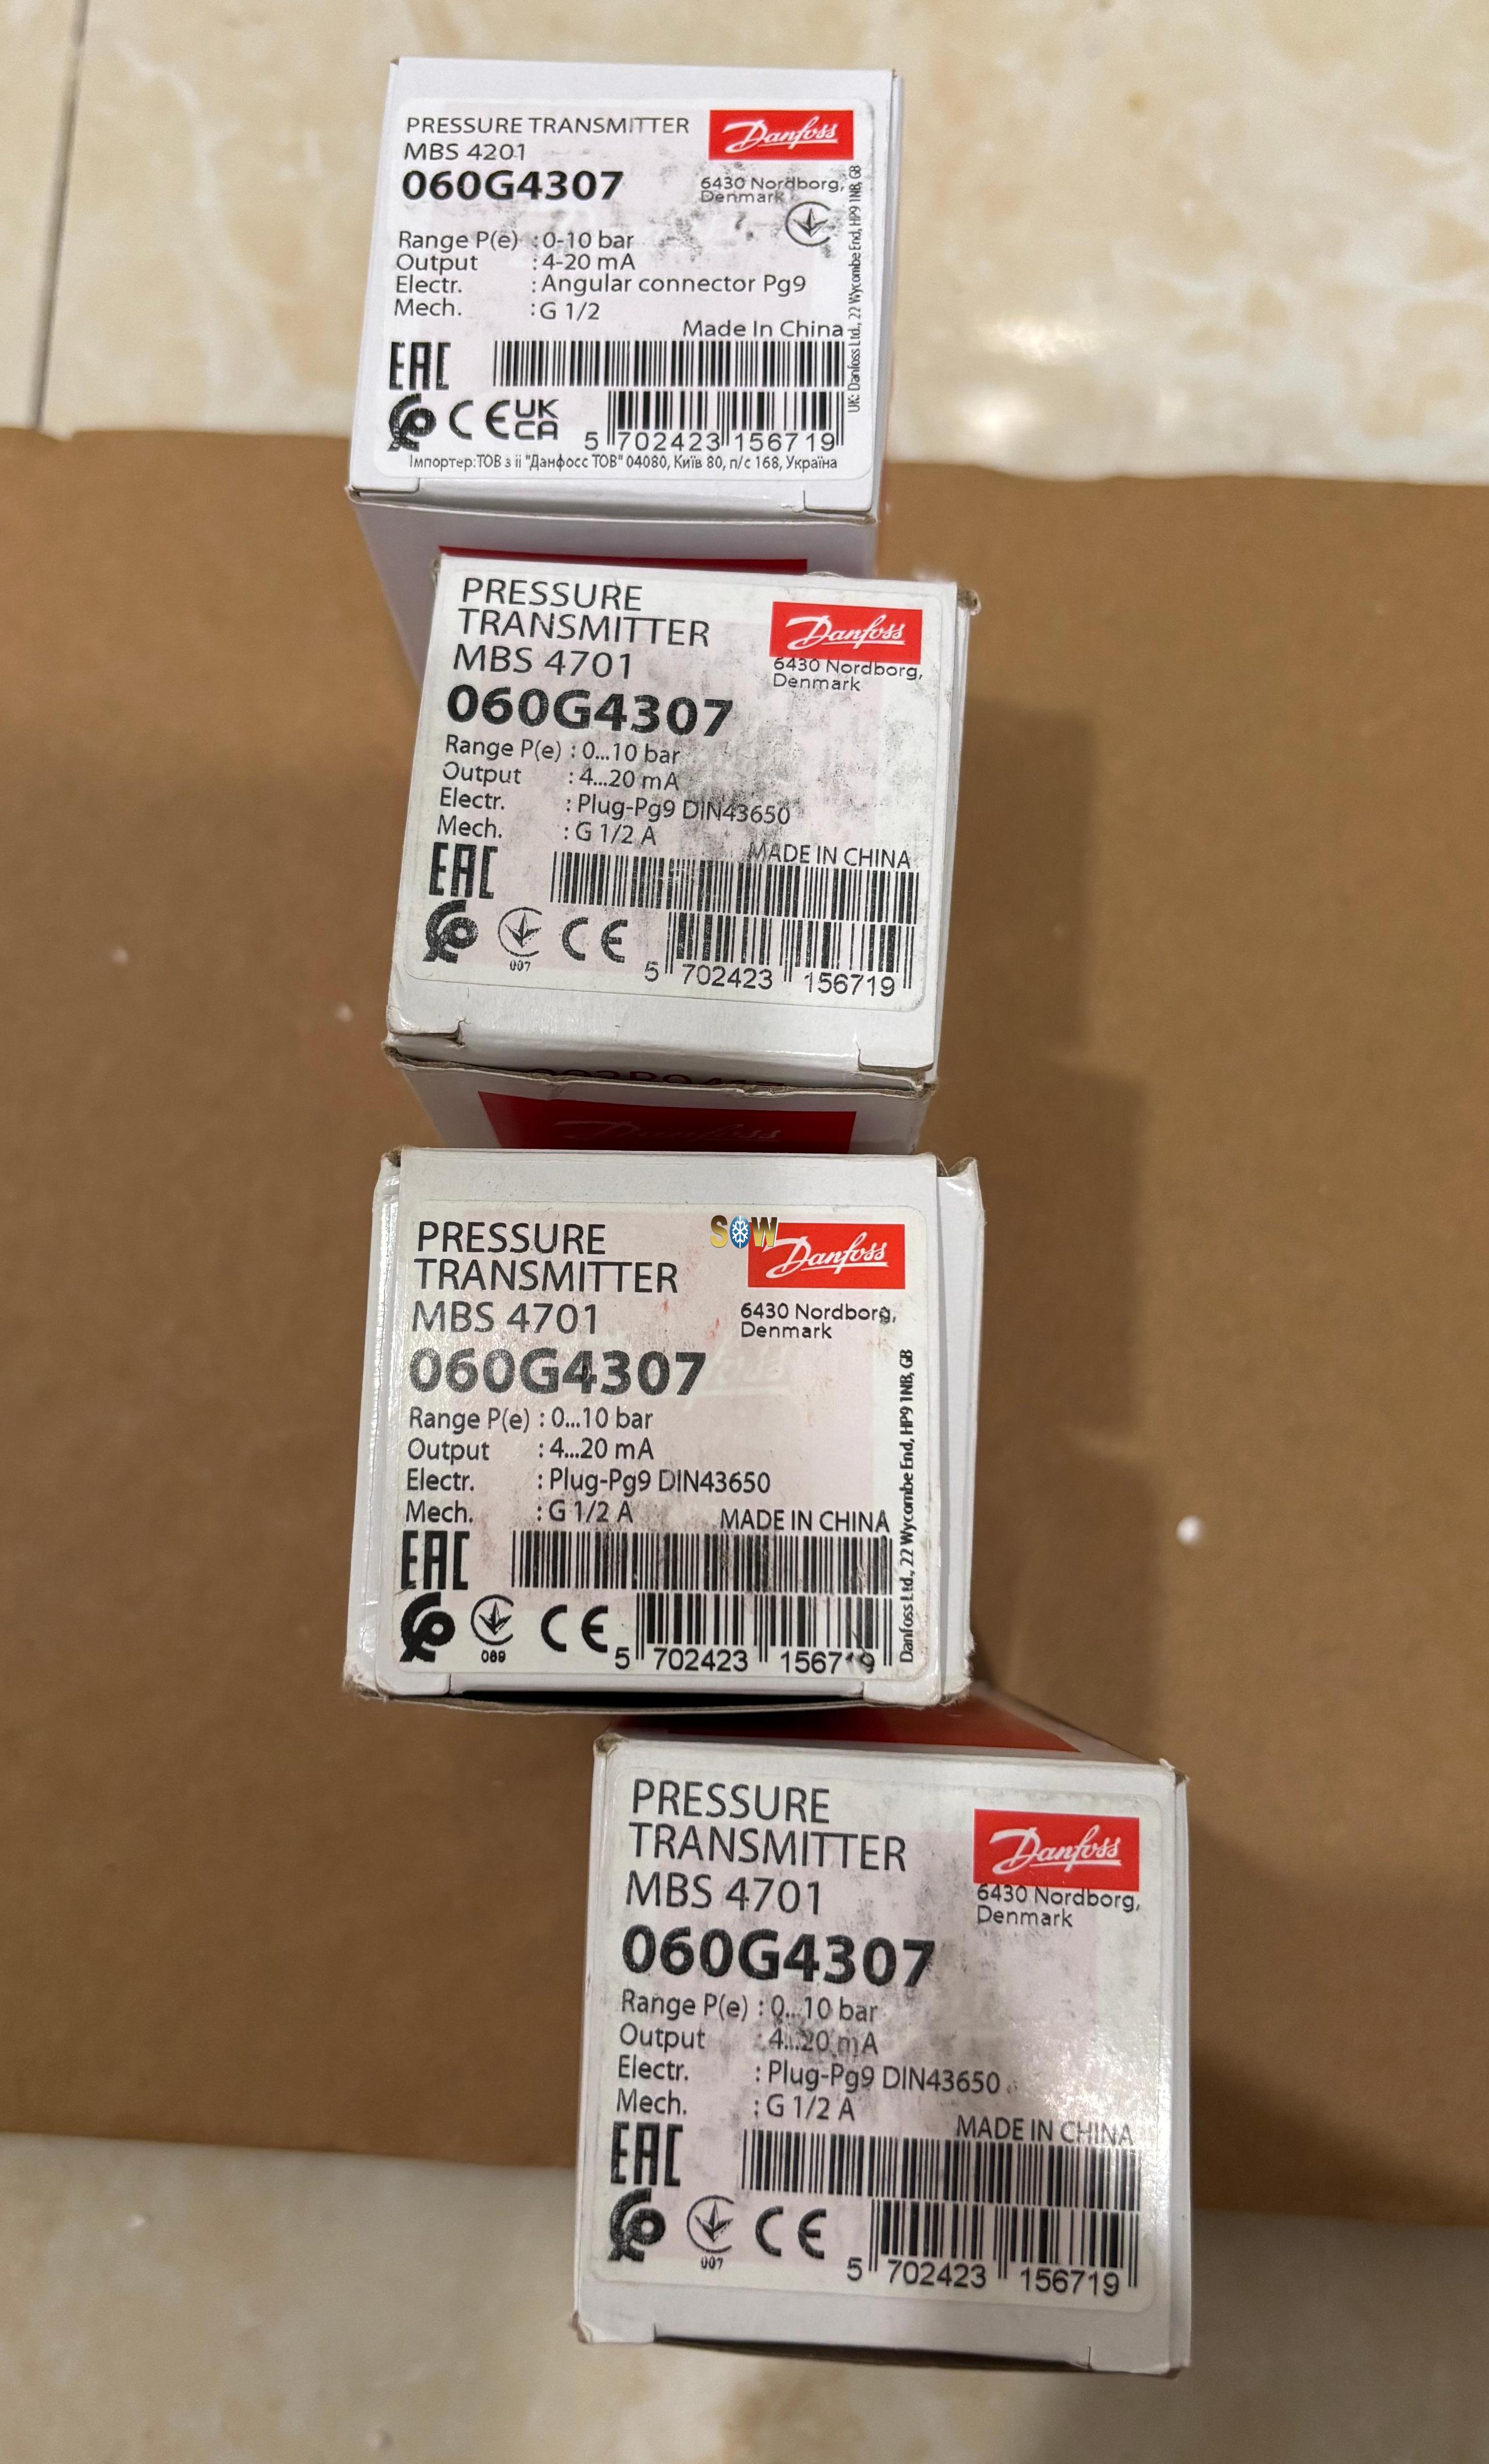 PRESSURE TRANSMITTER
MBS 4201
060G4307
Danfoss
6430 Nordborg,
Denmark
Range P(e) :0-10 bar
Output :4-20 mA
Electr. :Angular connector Pg9
Mech. :G 1/2
Made In China
UK: Danfoss Ltd., 22 Wycombe End, HP9 1NB, GB
EAC
CE UK
CA
5 702423 156719
Імпортер:ТОВ з іі "Данфосс ТОВ" 04080, Київ 80, п/с 168, Україна
PRESSURE
TRANSMITTER
MBS 4701
060G4307
Danfoss
6430 Nordborg,
Denmark
Range P(e) : 0...10 bar
Output : 4...20 mA
Electr. : Plug-Pg9 DIN43650
Mech. : G 1/2 A
MADE IN CHINA
EAC
007
CE
5 702423 156719
Danfoss
PRESSURE
TRANSMITTER
MBS 4701
060G4307
SOW
Danfoss
6430 Nordborg,
Denmark
Range P(e) : 0...10 bar
Output : 4...20 mA
Electr. : Plug-Pg9 DIN43650
Mech. : G 1/2 A
MADE IN CHINA
Danfoss Ltd., 22 Wycombe End, HP9 1NB, GB
EAC
089
CE
5 702423 156719
PRESSURE
TRANSMITTER
MBS 4701
060G4307
Danfoss
6430 Nordborg,
Denmark
Range P(e) : 0...10 bar
Output : 4...20 mA
Electr. : Plug-Pg9 DIN43650
Mech. : G 1/2 A
MADE IN CHINA
EAC
007
CE
5 702423 156719